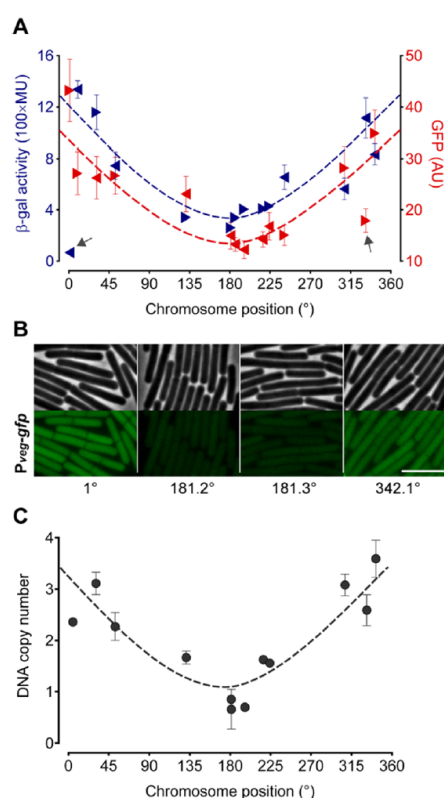 A
16
12
8
4
0
β-gal activity (100×MU)
50
40
30
20
10
GFP (AU)
0 45 90 135 180 225 270 315 360
Chromosome position (°)
B
Pveg-gfp
1° 181.2° 181.3° 342.1°
C
4
3
2
1
0
DNA copy number
0 45 90 135 180 225 270 315 360
Chromosome position (°)